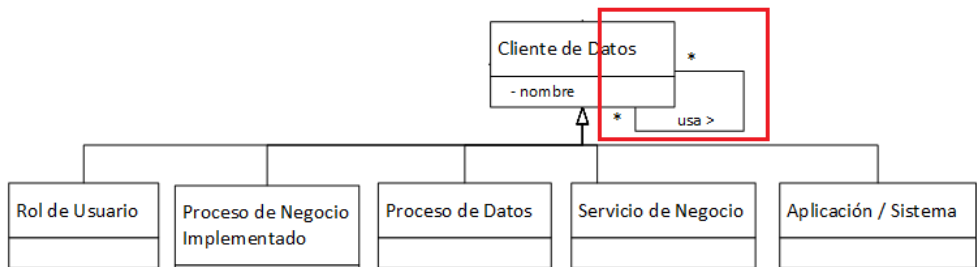 Cliente de Datos
*
- nombre
*
usa >
Rol de Usuario
Proceso de Negocio
Implementado
Proceso de Datos
Servicio de Negocio
Aplicación / Sistema